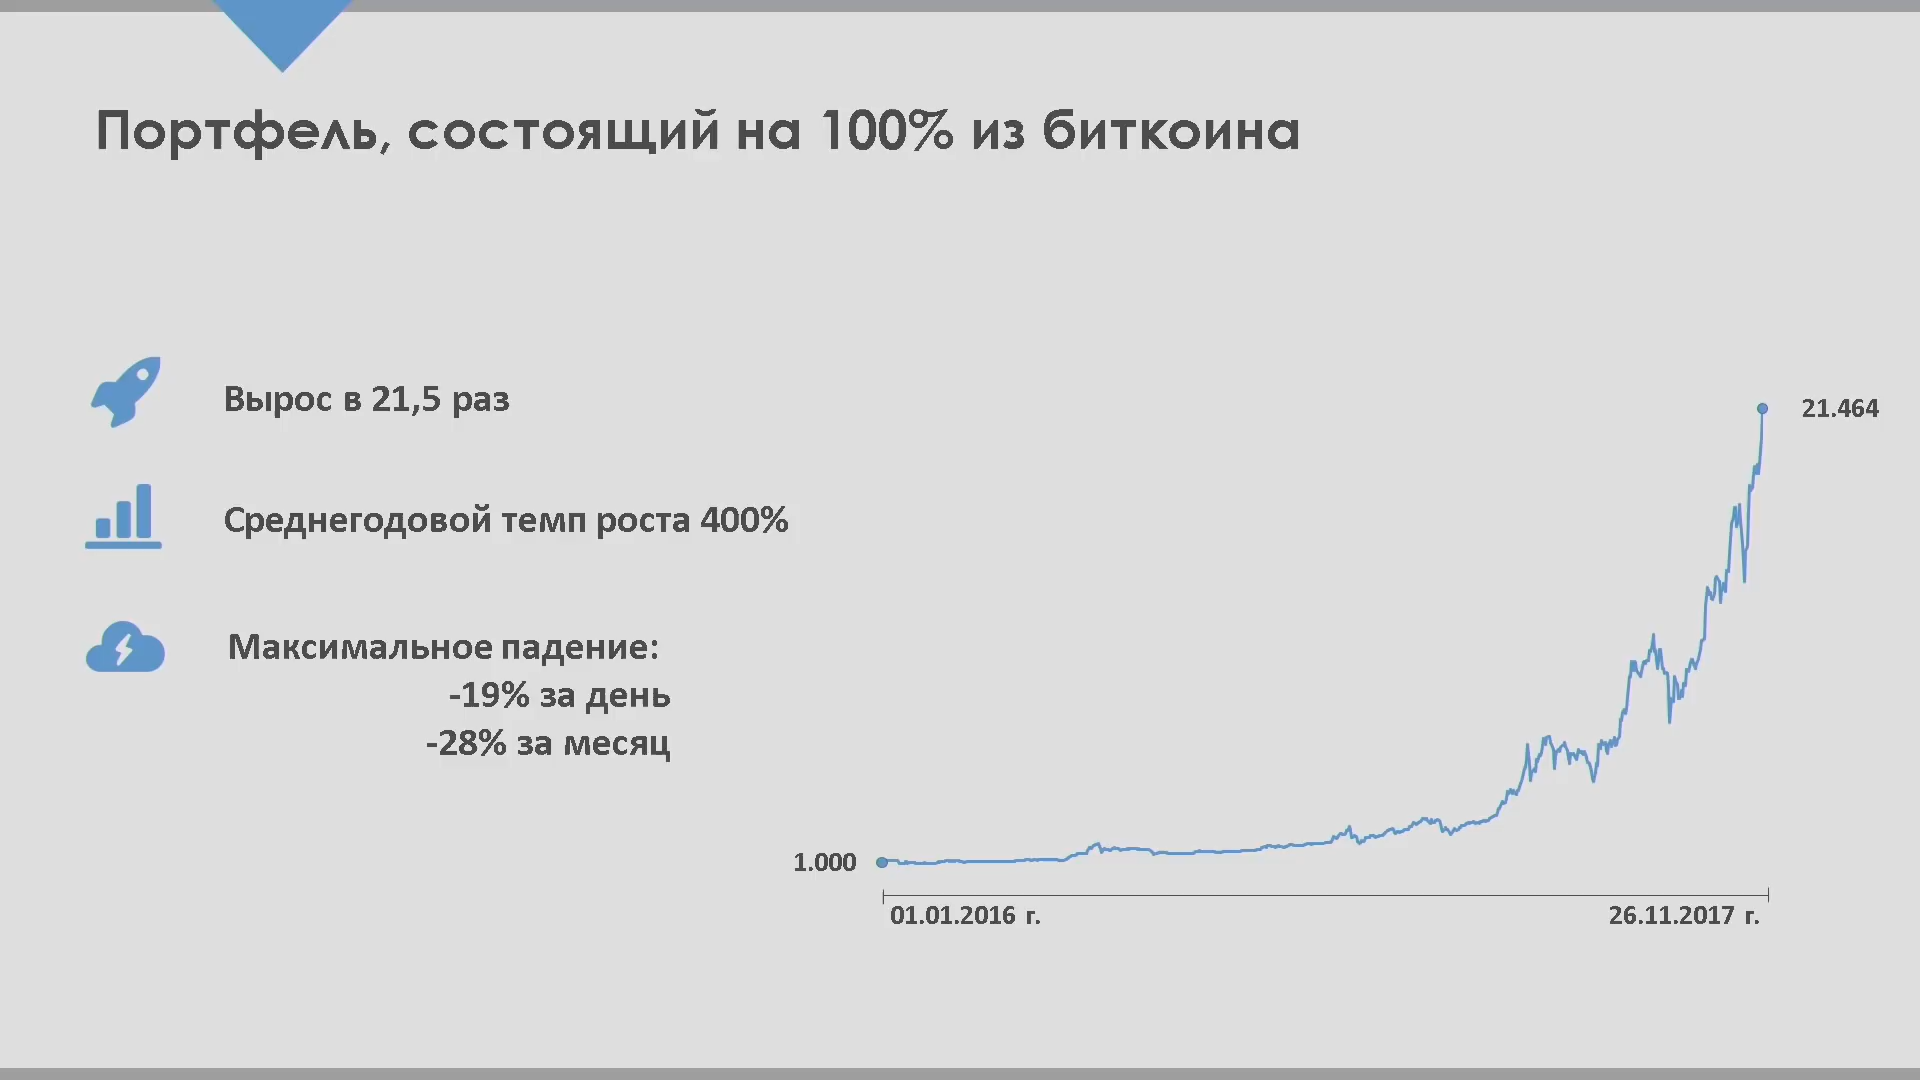 Портфель, состоящий на 100% из биткоина
Вырос в 21,5 раз
Среднегодовой темп роста 400%
Максимальное падение:
-19% за день
-28% за месяц
21.464
1.000
01.01.2016 г.
26.11.2017 г.